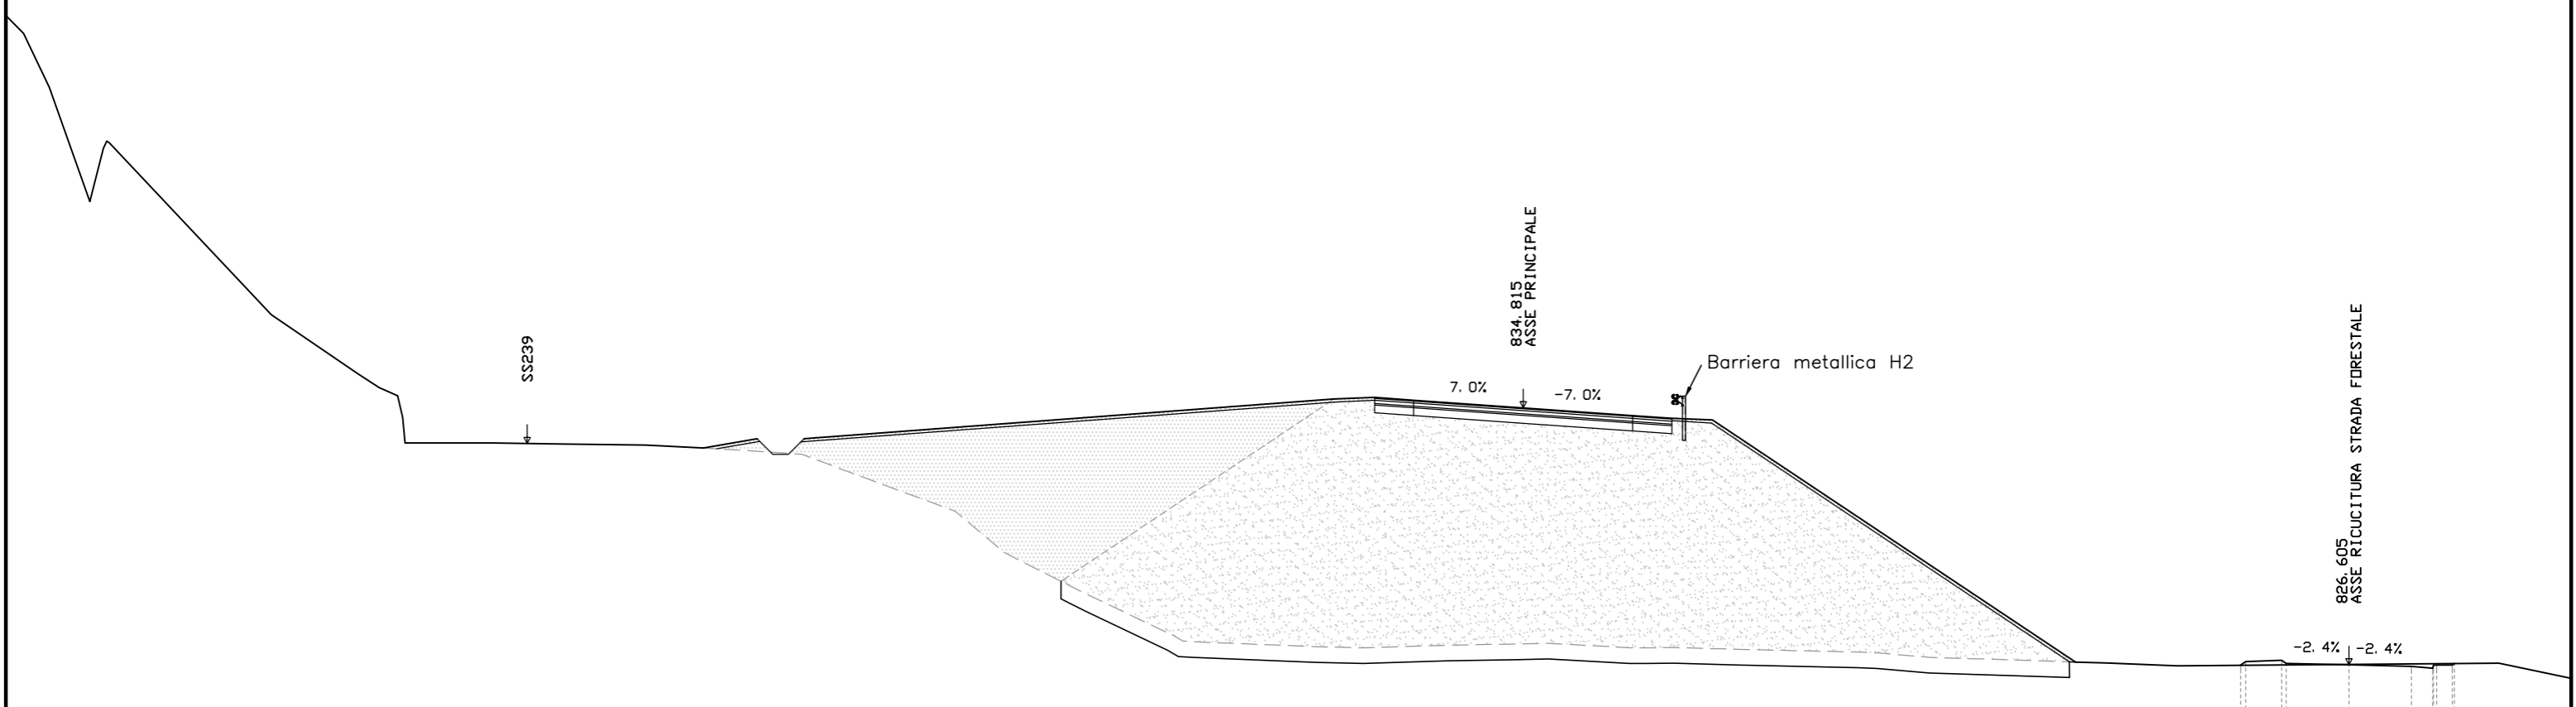 SS239
834.815
ASSE PRINCIPALE
7.0%
-7.0%
Barriera metallica H2
826.605
ASSE RICUCITURA STRADA FORESTALE
-2.4%
-2.4%